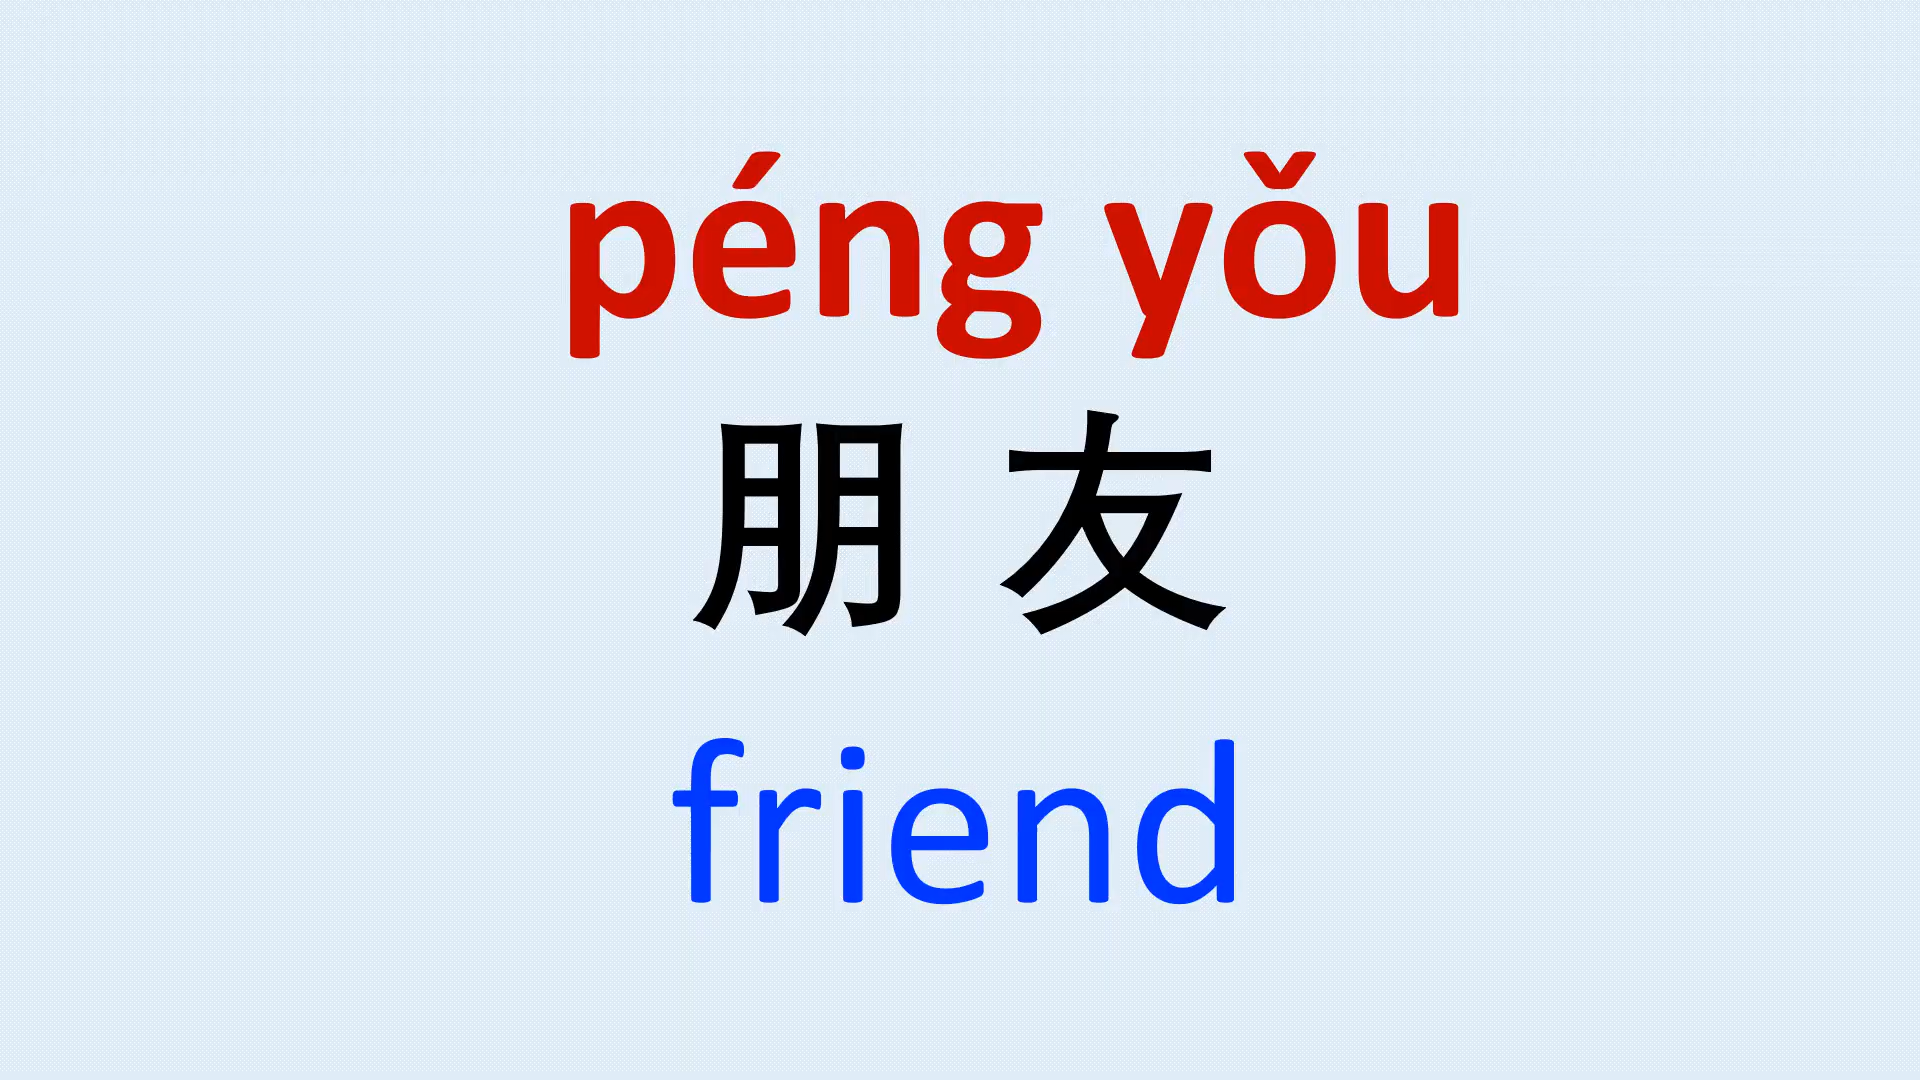 péng yǒu
朋友
friend